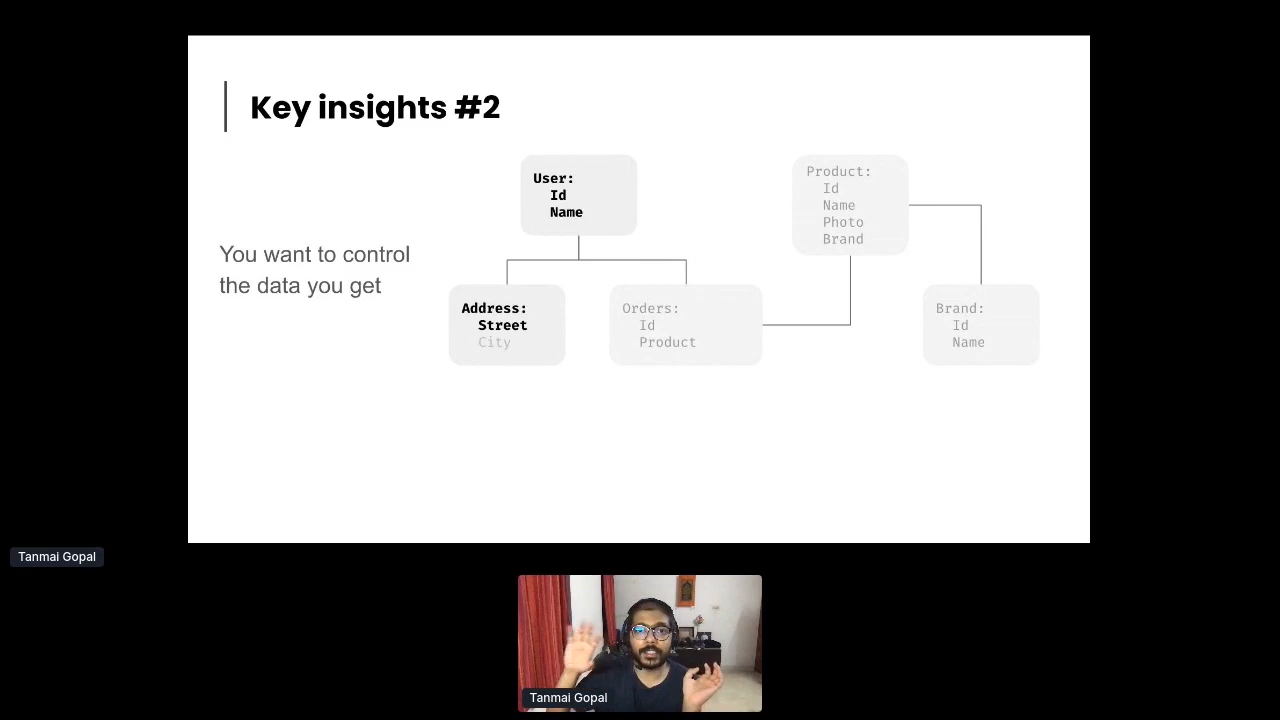 Key insights #2
You want to control
the data you get
User:
Id
Name
Address:
Street
City
Orders:
Id
Product
Product:
Id
Name
Photo
Brand
Brand:
Id
Name
Tanmai Gopal
Tanmai Gopal